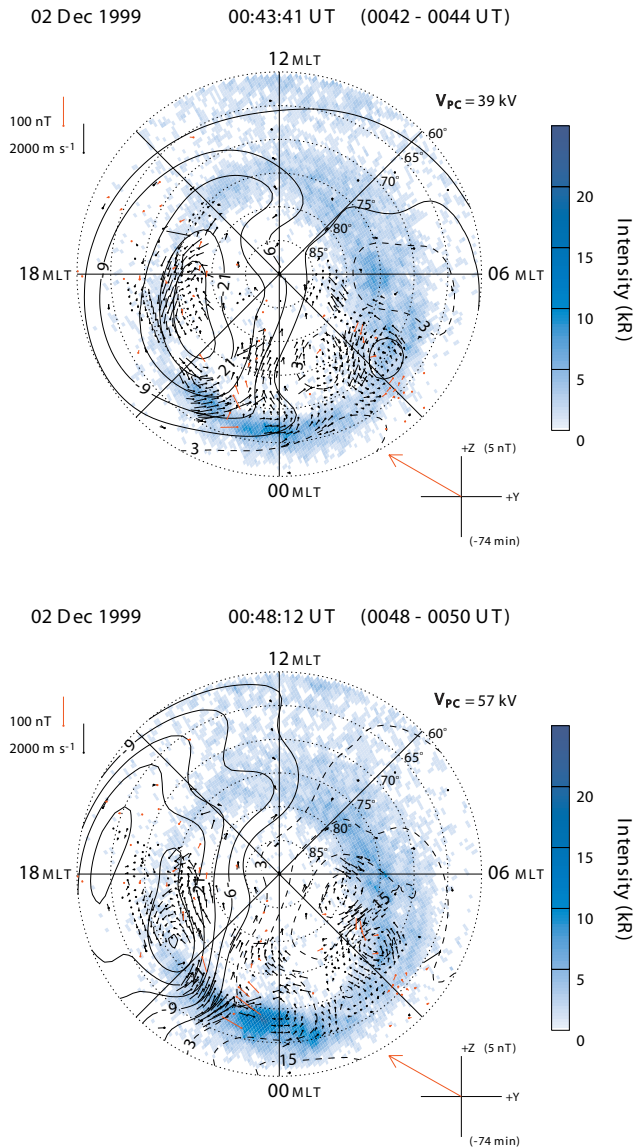 02 Dec 1999 00:43:41 UT (0042 - 0044 UT)
12 MLT
V_PC = 39 kV
100 nT
2000 m s⁻¹
60°
65°
70°
75°
80°
85°
20
15
10
5
0
Intensity (kR)
18 MLT
06 MLT
9
9
21
21
9
3
3
-3
00 MLT
+Z (5 nT)
+Y
(-74 min)
02 Dec 1999 00:48:12 UT (0048 - 0050 UT)
12 MLT
V_PC = 57 kV
100 nT
2000 m s⁻¹
60°
65°
70°
75°
80°
85°
20
15
10
5
0
Intensity (kR)
18 MLT
06 MLT
9
3
9
-15
9
-3
-15
00 MLT
+Z (5 nT)
+Y
(-74 min)